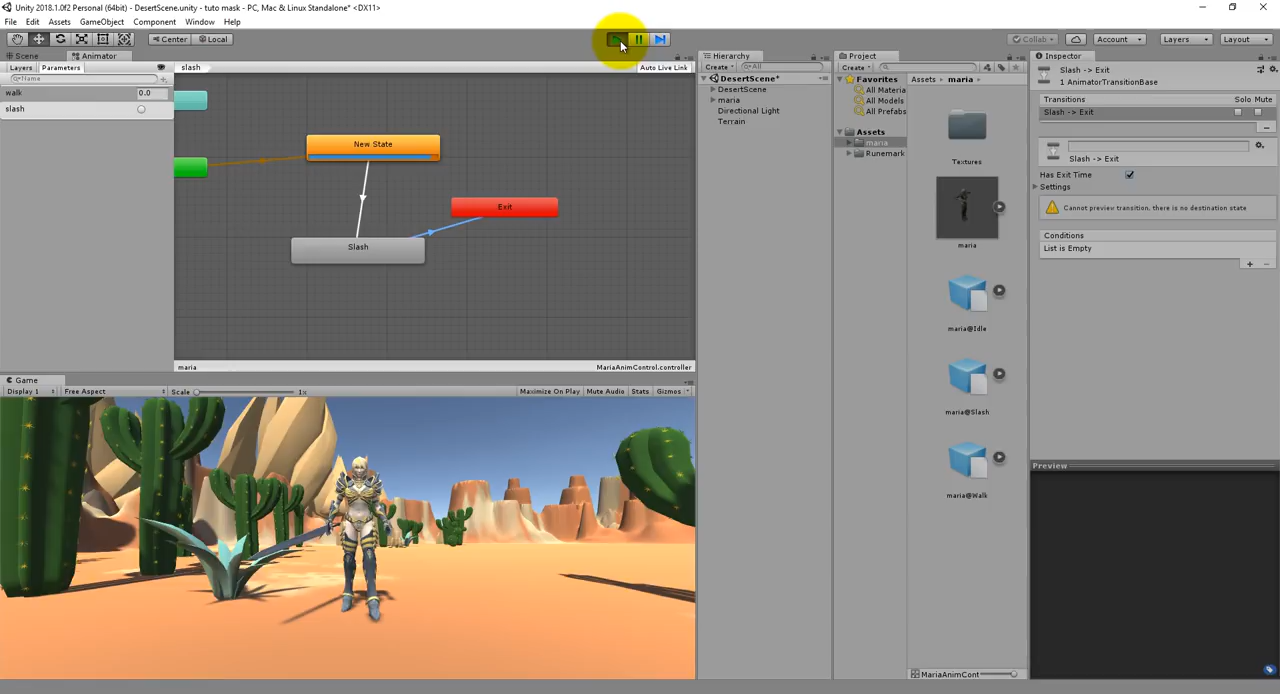 Unity 2018.1.0f2 Personal (64bit) - DesertScene.unity - tuto mask - PC, Mac & Linux Standalone* <DX11>
File Edit Assets GameObject Component Window Help
Center Local
Collab Account Layers Layout
Scene Animator
Layers Parameters
Name
walk 0.0
slash
slash
Auto Live Link
New State
Exit
Slash
maria
MariaAnimControl.controller
Game
Display 1 Free Aspect Scale 1x Maximize On Play Mute Audio Stats Gizmos
Hierarchy
Create All
DesertScene*
DesertScene
maria
Directional Light
Terrain
Project
Create
Favorites
All Materia
All Models
All Prefabs
Assets
maria
Runemark
Assets maria
Textures
maria
maria@Idle
maria@Slash
maria@Walk
MariaAnimCont
Inspector
Slash -> Exit
1 AnimatorTransitionBase
Transitions Solo Mute
Slash -> Exit
Slash -> Exit
Has Exit Time
Settings
Cannot preview transition, there is no destination state
Conditions
List is Empty
Preview